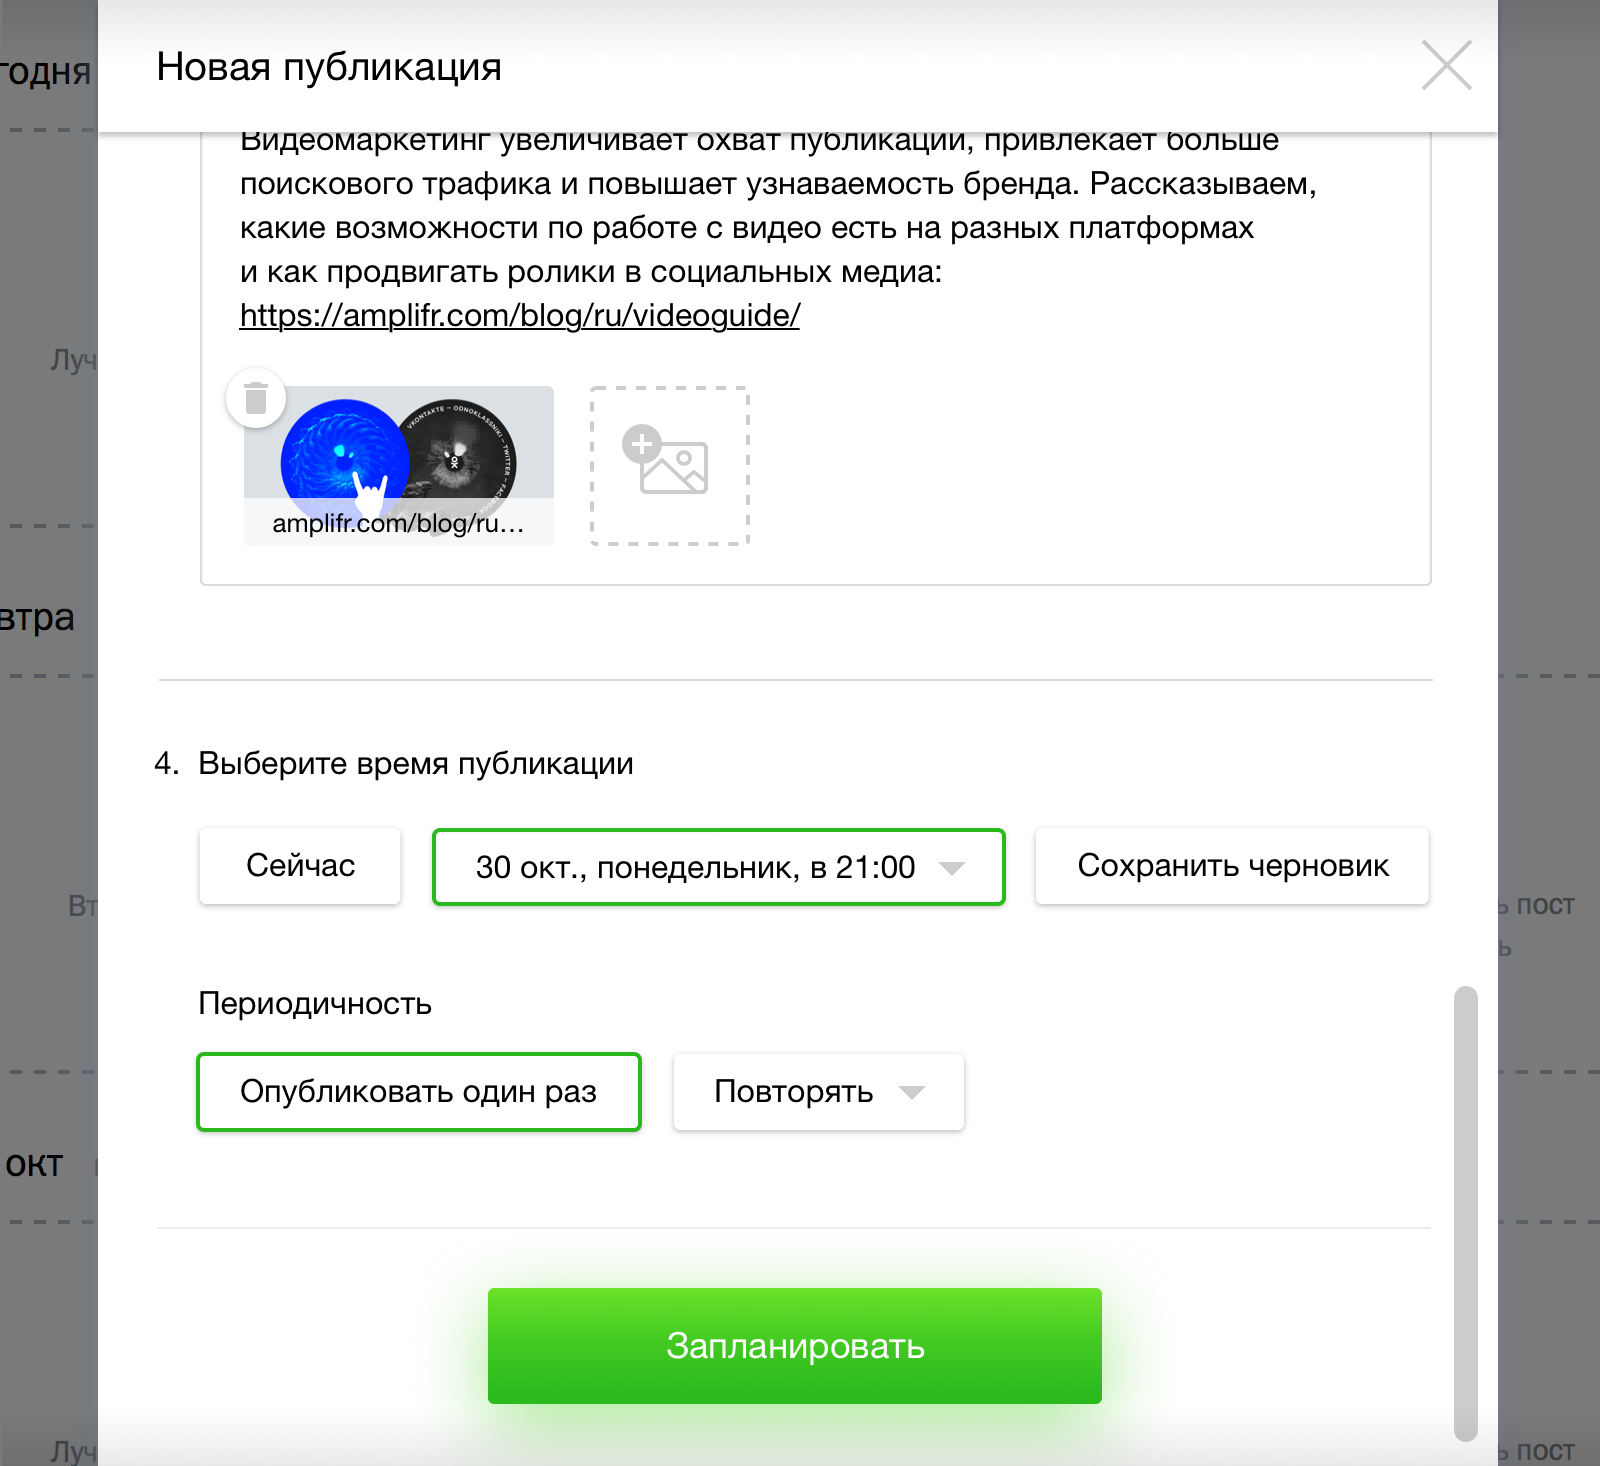 Новая публикация
Видеомаркетинг увеличивает охват публикации, привлекает больше
поискового трафика и повышает узнаваемость бренда. Рассказываем,
какие возможности по работе с видео есть на разных платформах
и как продвигать ролики в социальных медиа:
https://amplifr.com/blog/ru/videoguide/
VKONTAKTE – ODNOKLASSNIKI – TWITTER – FACEBOOK
OK
amplifr.com/blog/ru...
4. Выберите время публикации
Сейчас
30 окт., понедельник, в 21:00
Сохранить черновик
Периодичность
Опубликовать один раз
Повторять
Запланировать
годня
Луч
втра
Вт
ь пост
ь
окт
Луч
ь пост